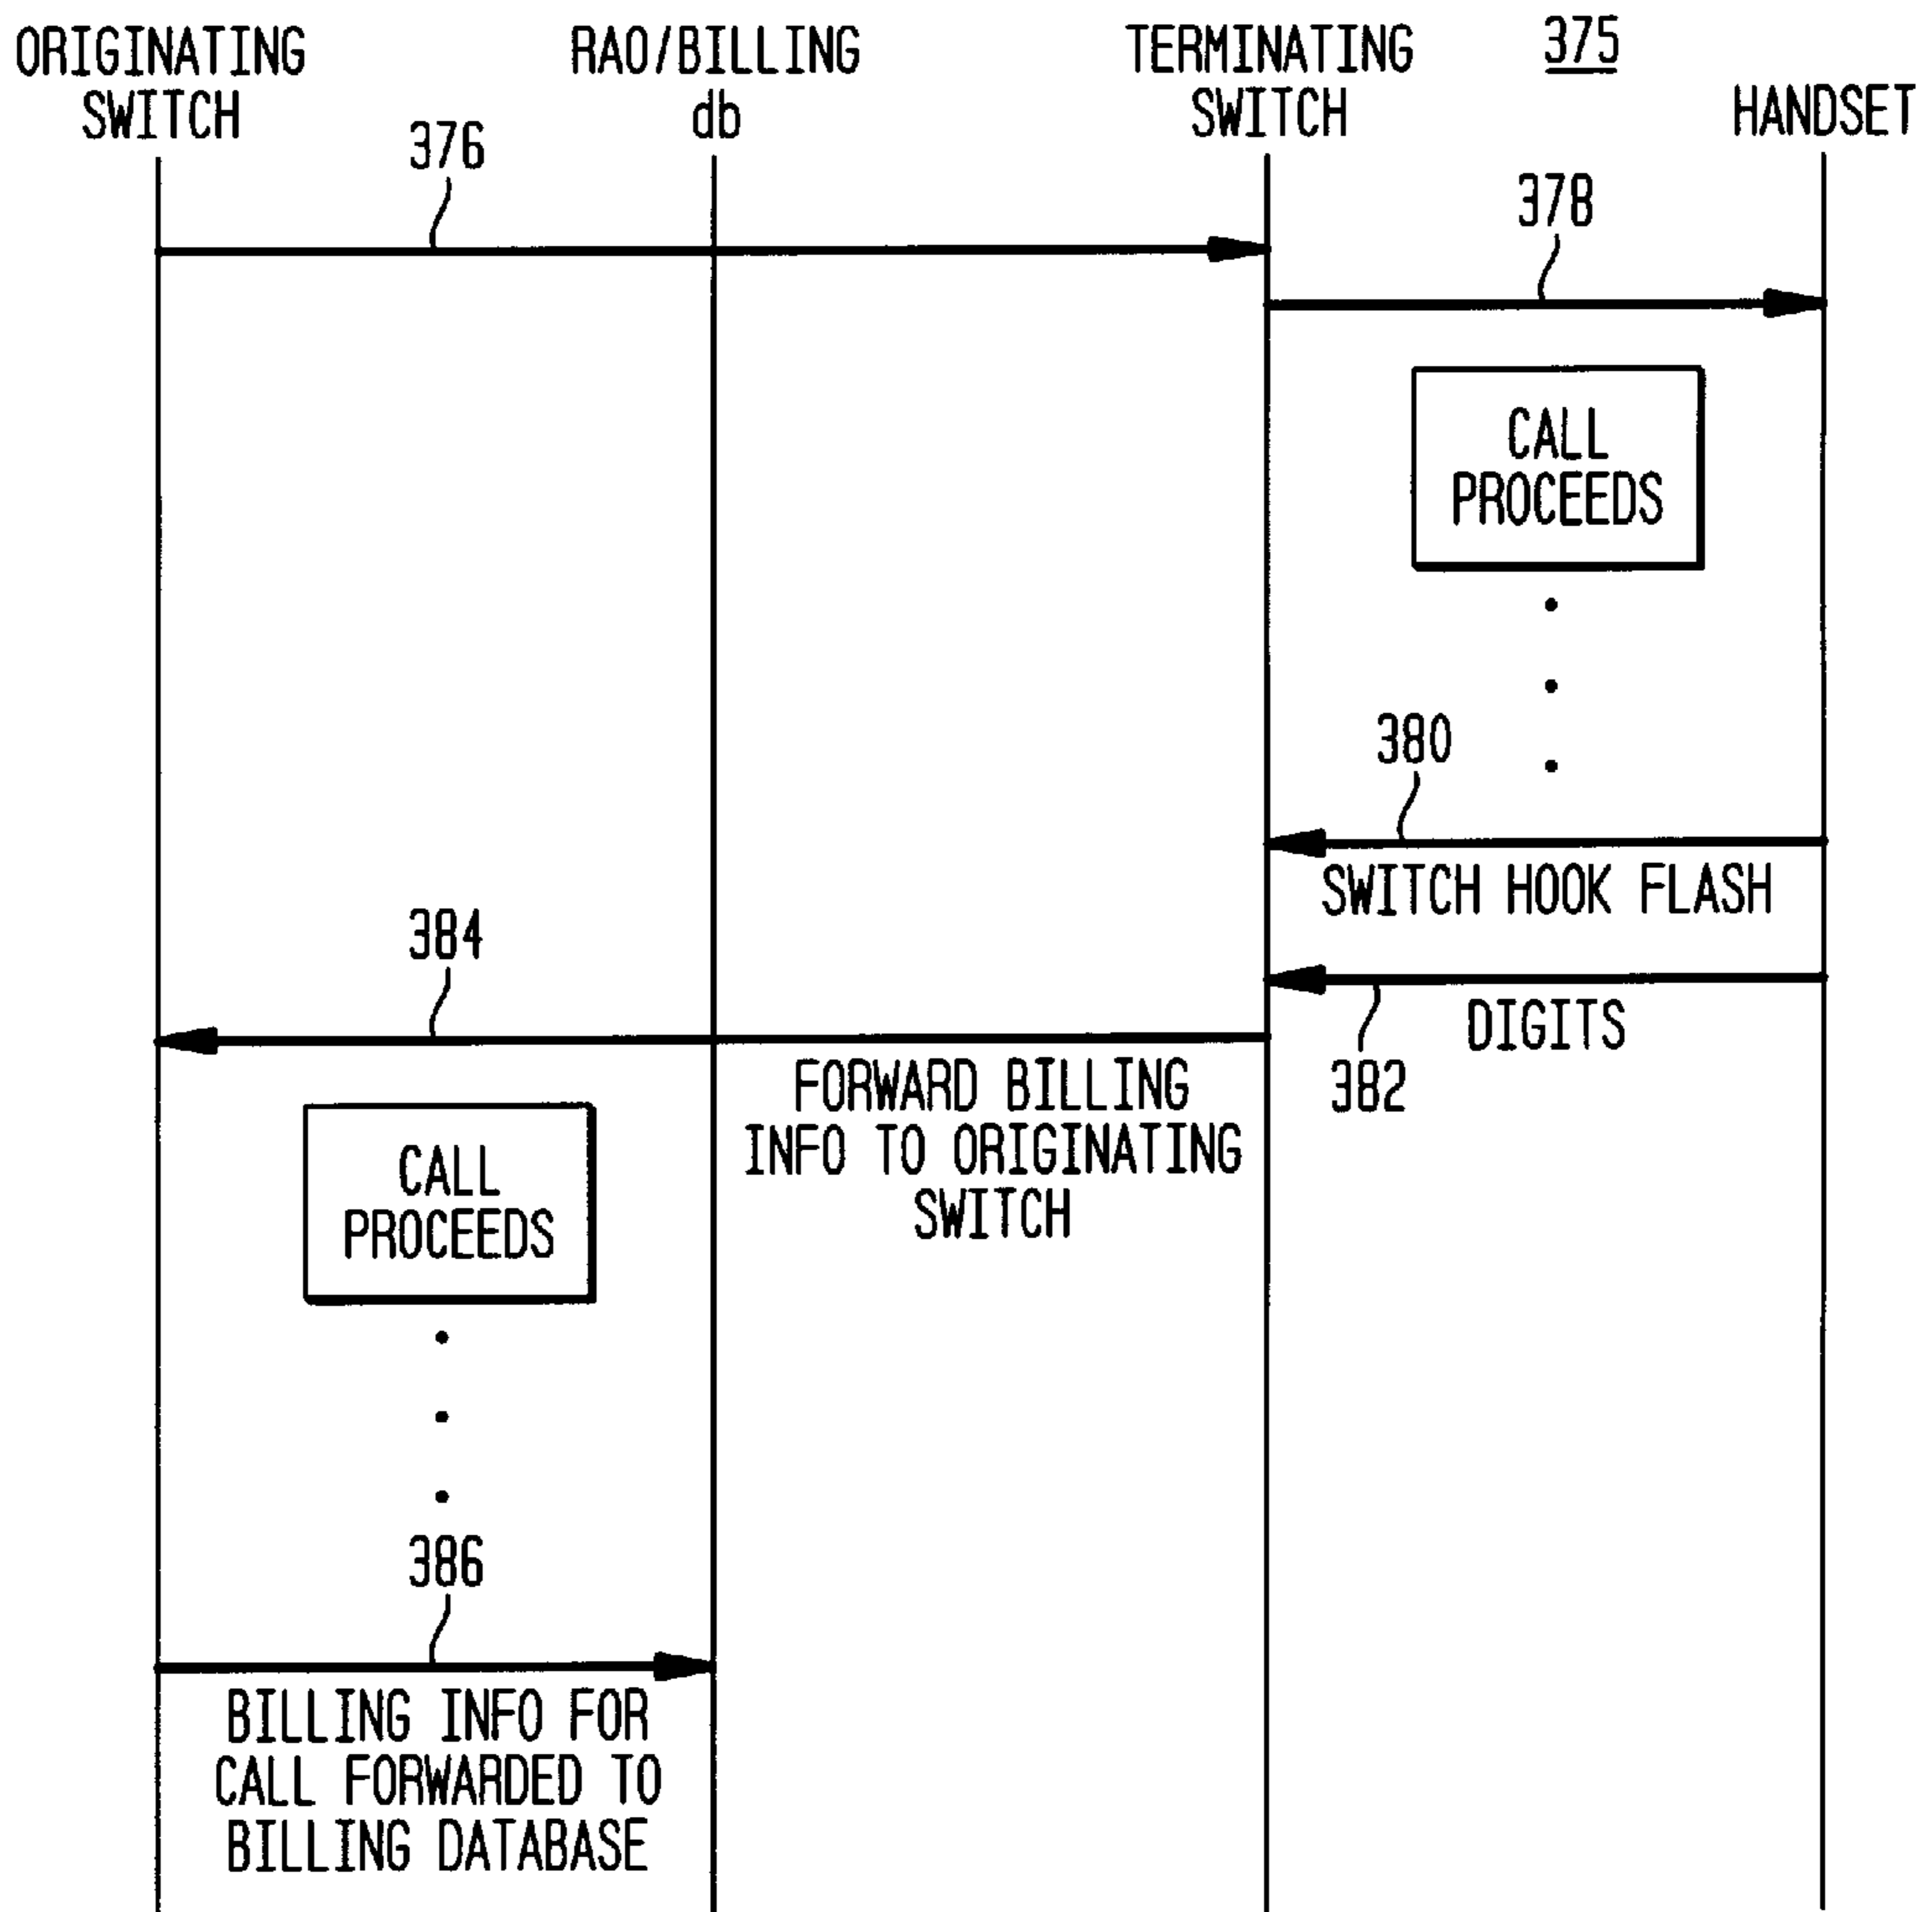 ORIGINATING
SWITCH
RAO/BILLING
db
TERMINATING
SWITCH
375
HANDSET
376
378
CALL
PROCEEDS
380
SWITCH HOOK FLASH
384
DIGITS
382
FORWARD BILLING
INFO TO ORIGINATING
SWITCH
CALL
PROCEEDS
386
BILLING INFO FOR
CALL FORWARDED TO
BILLING DATABASE